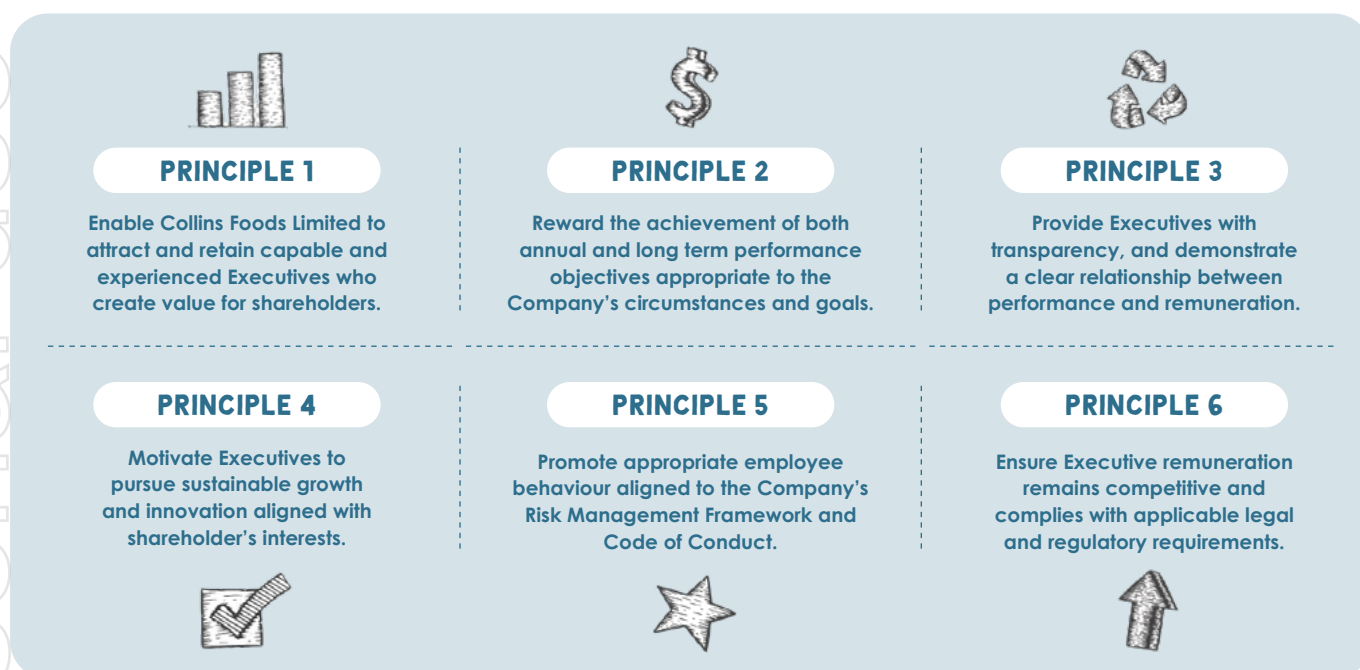 PRINCIPLE 1
Enable Collins Foods Limited to
attract and retain capable and
experienced Executives who
create value for shareholders.
PRINCIPLE 2
Reward the achievement of both
annual and long term performance
objectives appropriate to the
Company's circumstances and goals.
PRINCIPLE 3
Provide Executives with
transparency, and demonstrate
a clear relationship between
performance and remuneration.
PRINCIPLE 4
Motivate Executives to
pursue sustainable growth
and innovation aligned with
shareholder's interests.
PRINCIPLE 5
Promote appropriate employee
behaviour aligned to the Company's
Risk Management Framework and
Code of Conduct.
PRINCIPLE 6
Ensure Executive remuneration
remains competitive and
complies with applicable legal
and regulatory requirements.